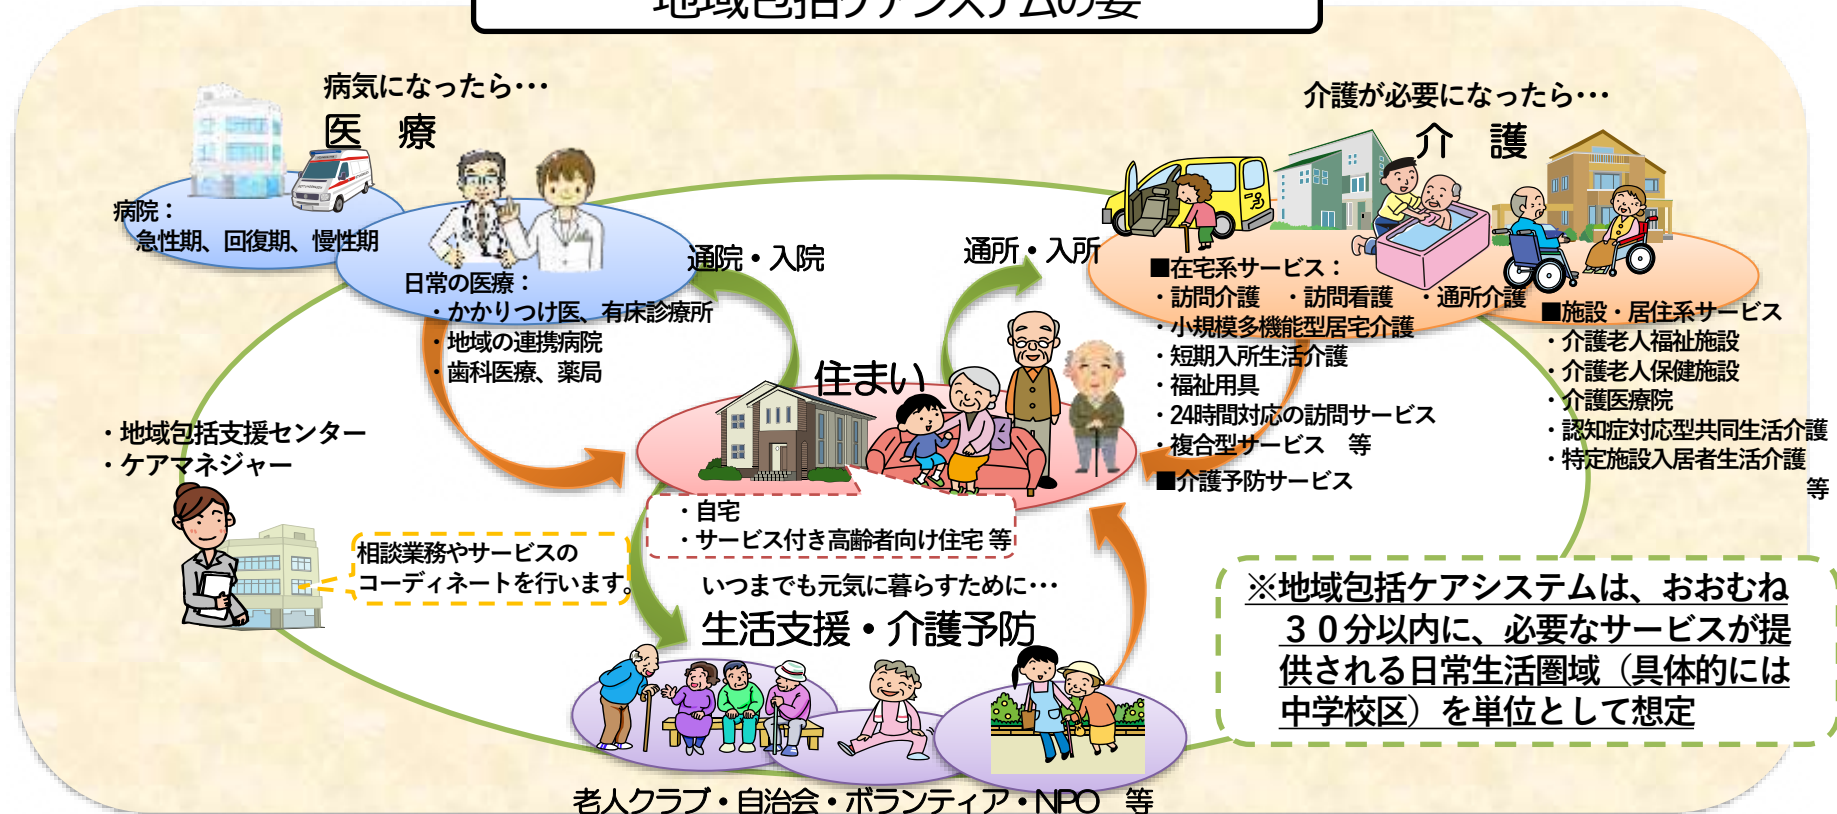 地域包括ケアシステムの姿
病気になったら･･･
医　療
病院：
急性期、回復期、慢性期
日常の医療：
・かかりつけ医、有床診療所
・地域の連携病院
・歯科医療、薬局
通院・入院
通所・入所
介護が必要になったら･･･
介　護
■在宅系サービス：
・訪問介護　・訪問看護　・通所介護
・小規模多機能型居宅介護
・短期入所生活介護
・福祉用具
・24時間対応の訪問サービス
・複合型サービス　等
■介護予防サービス
■施設・居住系サービス
・介護老人福祉施設
・介護老人保健施設
・介護医療院
・認知症対応型共同生活介護
・特定施設入居者生活介護
等
住まい
・自宅
・サービス付き高齢者向け住宅 等
・地域包括支援センター
・ケアマネジャー
相談業務やサービスの
コーディネートを行います。
いつまでも元気に暮らすために･･･
生活支援・介護予防
老人クラブ・自治会・ボランティア・NPO　等
※地域包括ケアシステムは、おおむね
３０分以内に、必要なサービスが提
供される日常生活圏域（具体的には
中学校区）を単位として想定